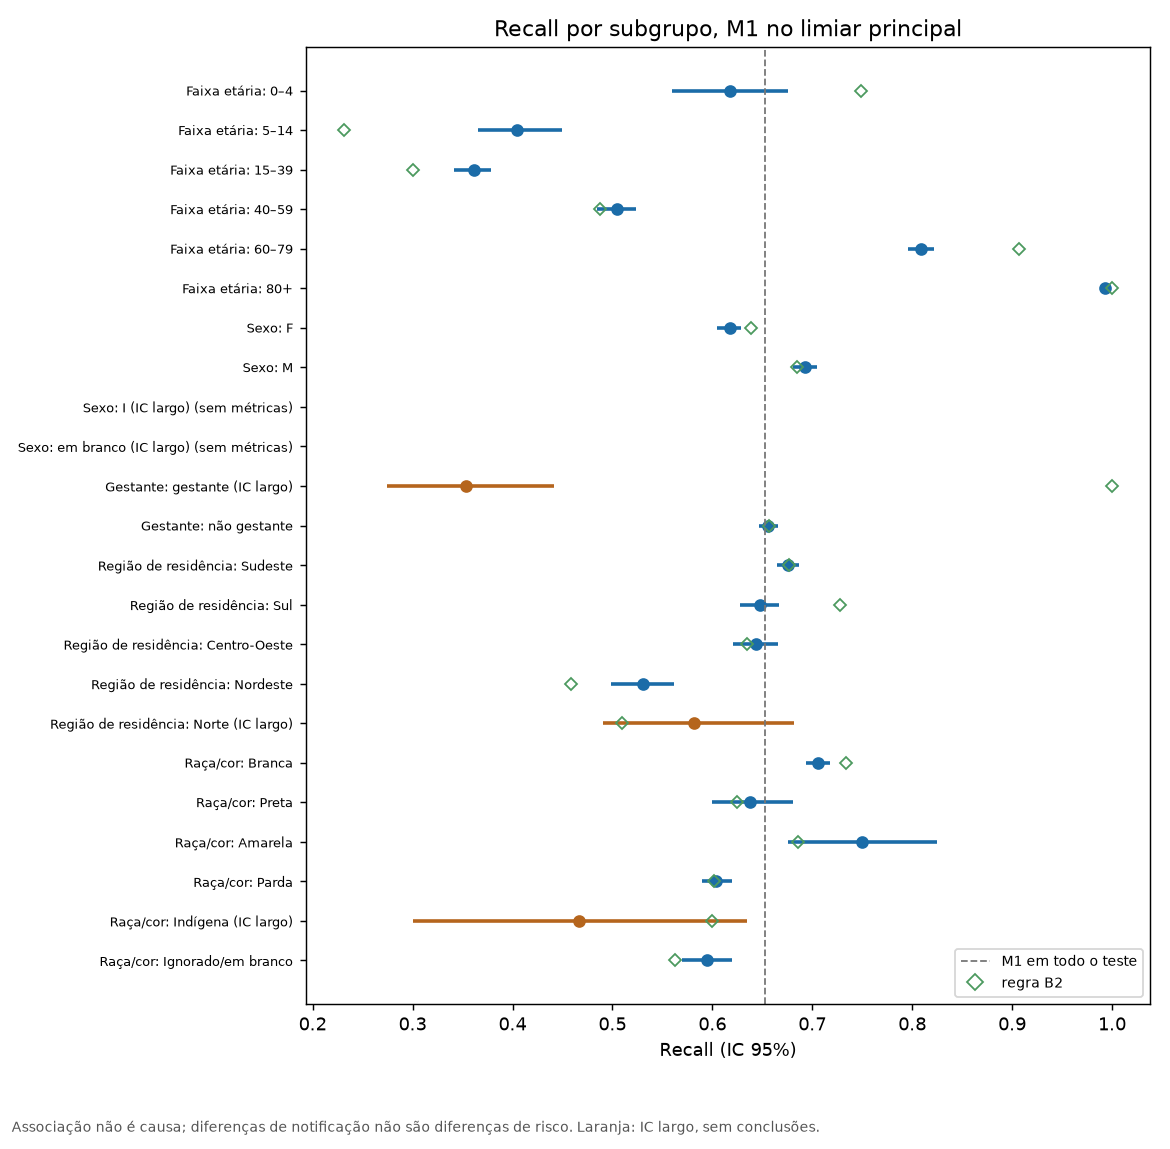 Recall por subgrupo, M1 no limiar principal
Faixa etária: 0–4
Faixa etária: 5–14
Faixa etária: 15–39
Faixa etária: 40–59
Faixa etária: 60–79
Faixa etária: 80+
Sexo: F
Sexo: M
Sexo: I (IC largo) (sem métricas)
Sexo: em branco (IC largo) (sem métricas)
Gestante: gestante (IC largo)
Gestante: não gestante
Região de residência: Sudeste
Região de residência: Sul
Região de residência: Centro-Oeste
Região de residência: Nordeste
Região de residência: Norte (IC largo)
Raça/cor: Branca
Raça/cor: Preta
Raça/cor: Amarela
Raça/cor: Parda
Raça/cor: Indígena (IC largo)
Raça/cor: Ignorado/em branco
M1 em todo o teste
regra B2
0.2 0.3 0.4 0.5 0.6 0.7 0.8 0.9 1.0
Recall (IC 95%)
Associação não é causa; diferenças de notificação não são diferenças de risco. Laranja: IC largo, sem conclusões.